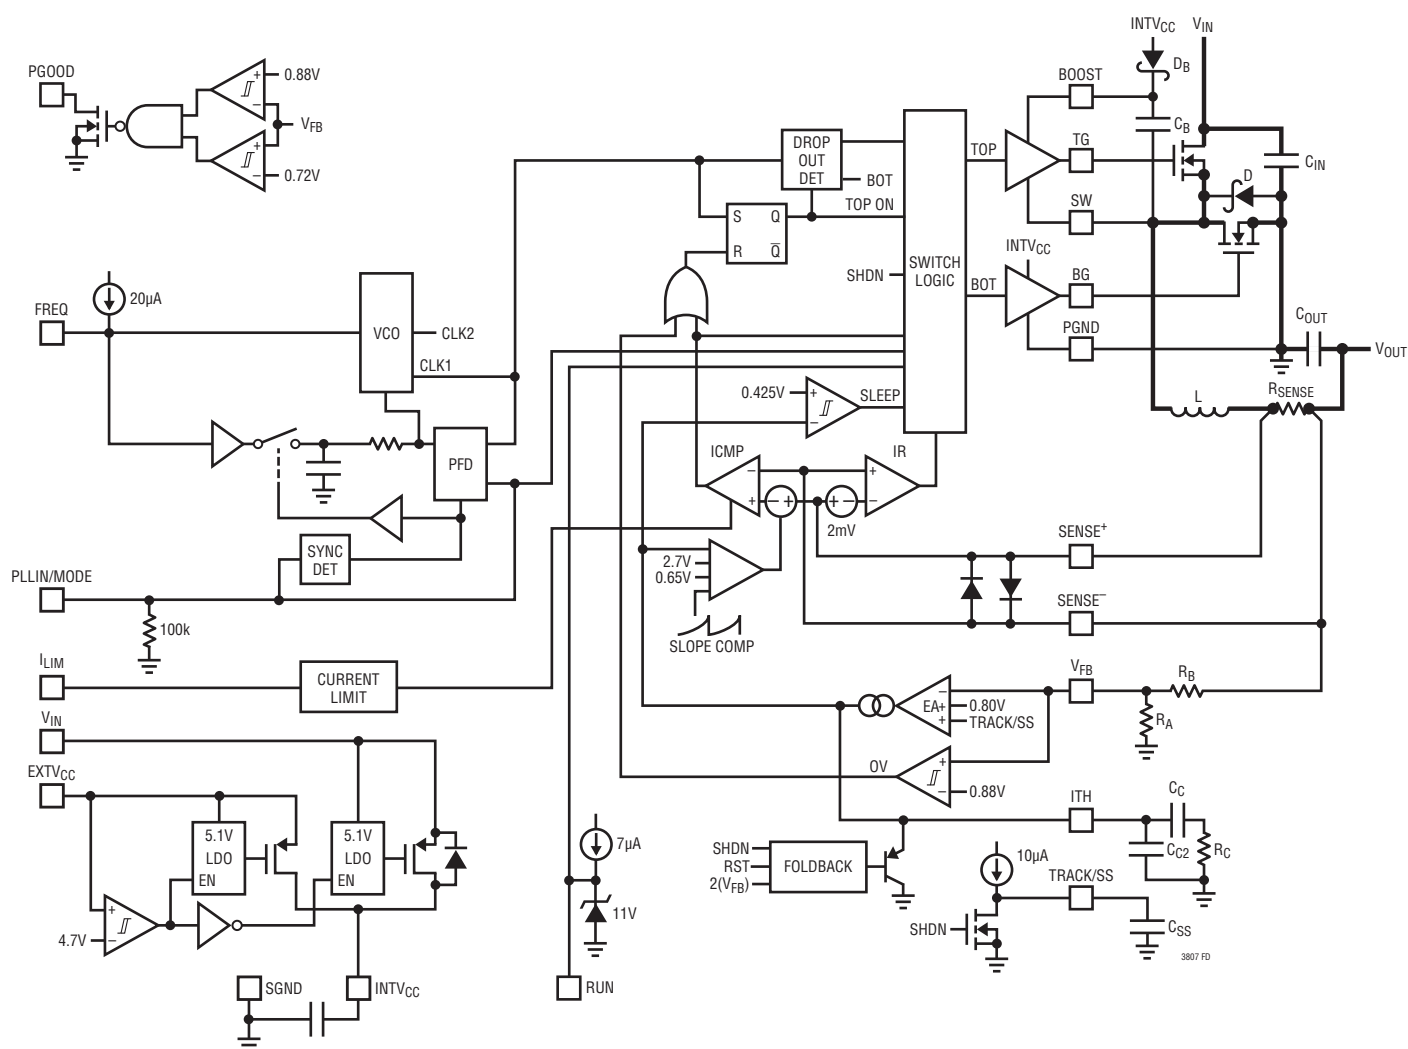 INTVCC
VIN
PGOOD
0.88V
VFB
0.72V
BOOST
DB
CB
DROP
OUT
DET
BOT
TOP ON
TOP
TG
CIN
D
SW
S
Q
R
Q̅
SHDN
SWITCH
LOGIC
INTVCC
BOT
BG
PGND
COUT
VOUT
20µA
FREQ
VCO
CLK2
CLK1
0.425V
+
−
SLEEP
L
RSENSE
PFD
ICMP
IR
2mV
SYNC
DET
PLLIN/MODE
100k
2.7V
0.65V
SLOPE COMP
SENSE+
SENSE−
ILIM
CURRENT
LIMIT
VFB
RB
RA
EA
0.80V
TRACK/SS
VIN
EXTVCC
OV
0.88V
5.1V
LDO
EN
5.1V
LDO
EN
4.7V
7µA
11V
SHDN
RST
2(VFB)
FOLDBACK
ITH
CC
CC2
RC
10µA
TRACK/SS
SHDN
CSS
3807 FD
SGND
INTVCC
RUN